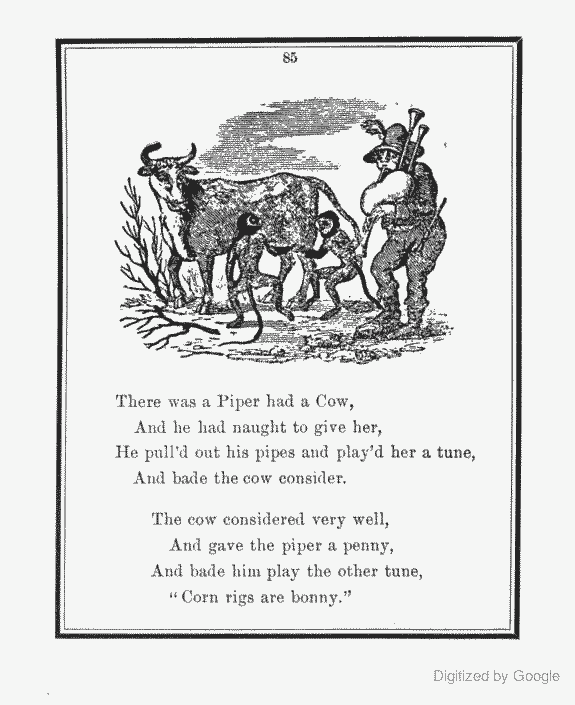 85
There was a Piper had a Cow,
And he had naught to give her,
He pull'd out his pipes and play'd her a tune,
And bade the cow consider.
The cow considered very well,
And gave the piper a penny,
And bade him play the other tune,
"Corn rigs are bonny."
Digitized by Google